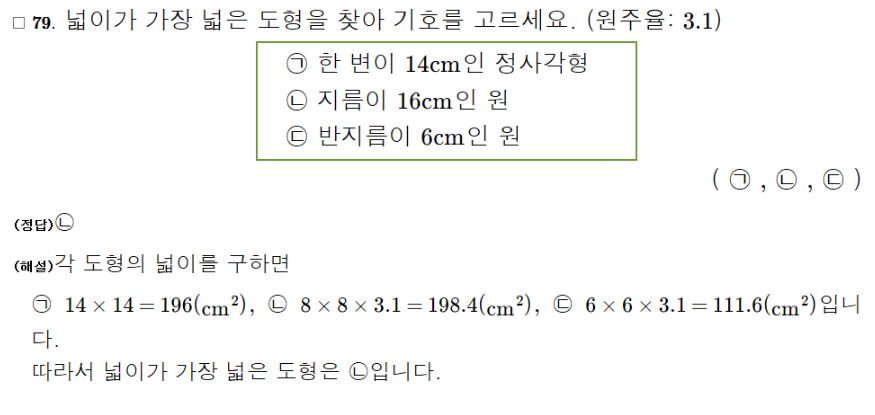 □ 79. 넓이가 가장 넓은 도형을 찾아 기호를 고르세요. (원주율: 3.1)
㉠ 한 변이 14cm인 정사각형
㉡ 지름이 16cm인 원
㉢ 반지름이 6cm인 원
( ㉠ , ㉡ , ㉢ )
(정답)㉡
(해설)각 도형의 넓이를 구하면
㉠ 14 × 14 = 196(cm²), ㉡ 8 × 8 × 3.1 = 198.4(cm²), ㉢ 6 × 6 × 3.1 = 111.6(cm²)입니
다.
따라서 넓이가 가장 넓은 도형은 ㉡입니다.